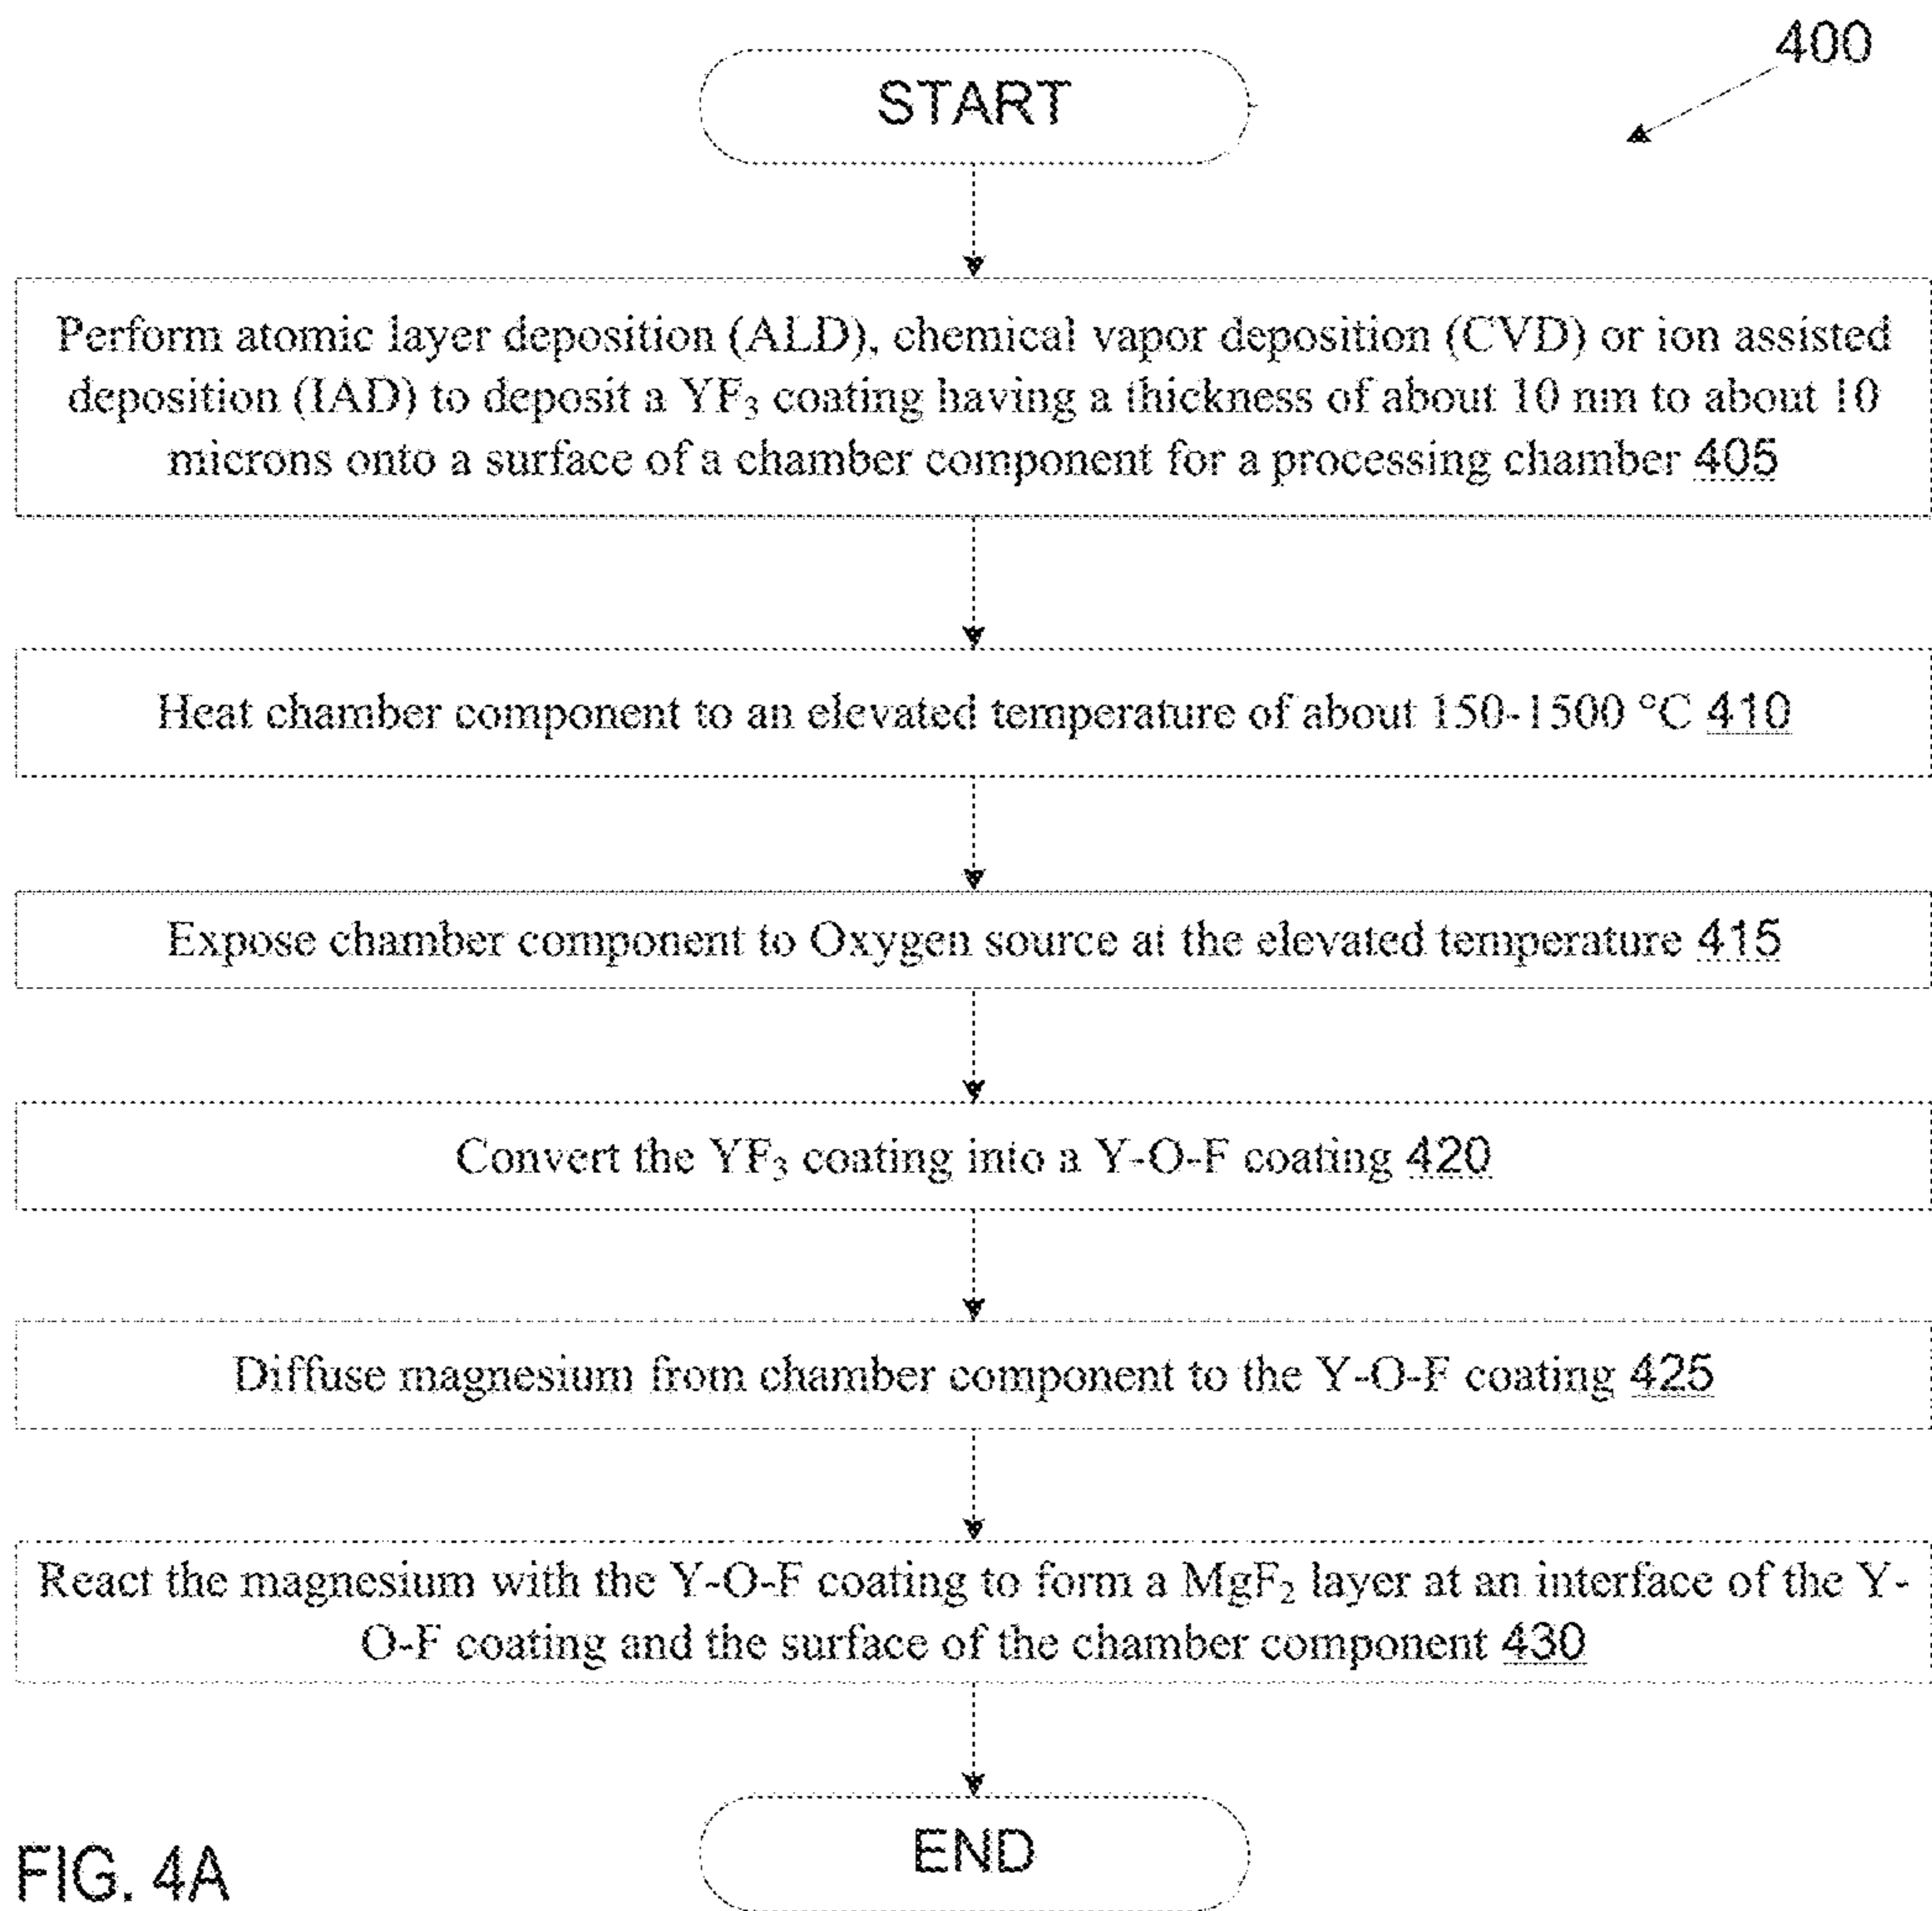 400
START
Perform atomic layer deposition (ALD), chemical vapor deposition (CVD) or ion assisted
deposition (IAD) to deposit a YF₃ coating having a thickness of about 10 nm to about 10
microns onto a surface of a chamber component for a processing chamber 405
Heat chamber component to an elevated temperature of about 150-1500 °C 410
Expose chamber component to Oxygen source at the elevated temperature 415
Convert the YF₃ coating into a Y-O-F coating 420
Diffuse magnesium from chamber component to the Y-O-F coating 425
React the magnesium with the Y-O-F coating to form a MgF₂ layer at an interface of the Y-
O-F coating and the surface of the chamber component 430
END
FIG. 4A